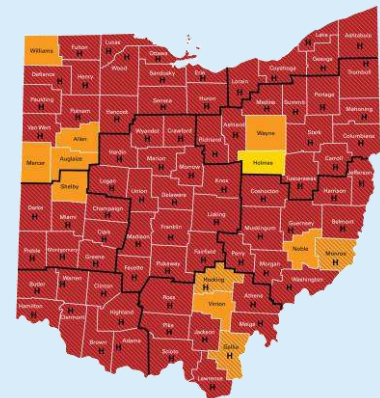 Williams
Fulton
H
Lucas
H
Ottawa
H
Lake
H
Ashtabula
H
Defiance
H
Henry
H
Wood
H
Sandusky
H
Erie
H
Lorain
H
Cuyahoga
H
Geauga
H
Trumbull
H
Paulding
H
Putnam
H
Hancock
H
Seneca
H
Huron
H
Medina
H
Summit
H
Portage
H
Mahoning
H
Van Wert
H
Allen
H
Wyandot
H
Crawford
H
Richland
H
Ashland
H
Wayne
Stark
H
Columbiana
H
Mercer
Auglaize
H
Hardin
H
Marion
H
Morrow
H
Holmes
Tuscarawas
H
Carroll
H
Jefferson
H
Shelby
Logan
H
Union
H
Delaware
H
Knox
H
Coshocton
H
Harrison
H
Darke
H
Miami
H
Champaign
H
Clark
H
Madison
H
Franklin
H
Licking
H
Muskingum
H
Guernsey
H
Belmont
H
Preble
H
Montgomery
H
Greene
H
Fayette
H
Pickaway
H
Fairfield
H
Perry
H
Morgan
H
Noble
H
Monroe
H
Butler
H
Warren
H
Clinton
H
Ross
H
Hocking
H
Athens
H
Washington
H
Hamilton
H
Clermont
H
Highland
H
Pike
H
Vinton
Meigs
H
Brown
H
Adams
H
Scioto
H
Jackson
H
Gallia
H
Lawrence
H